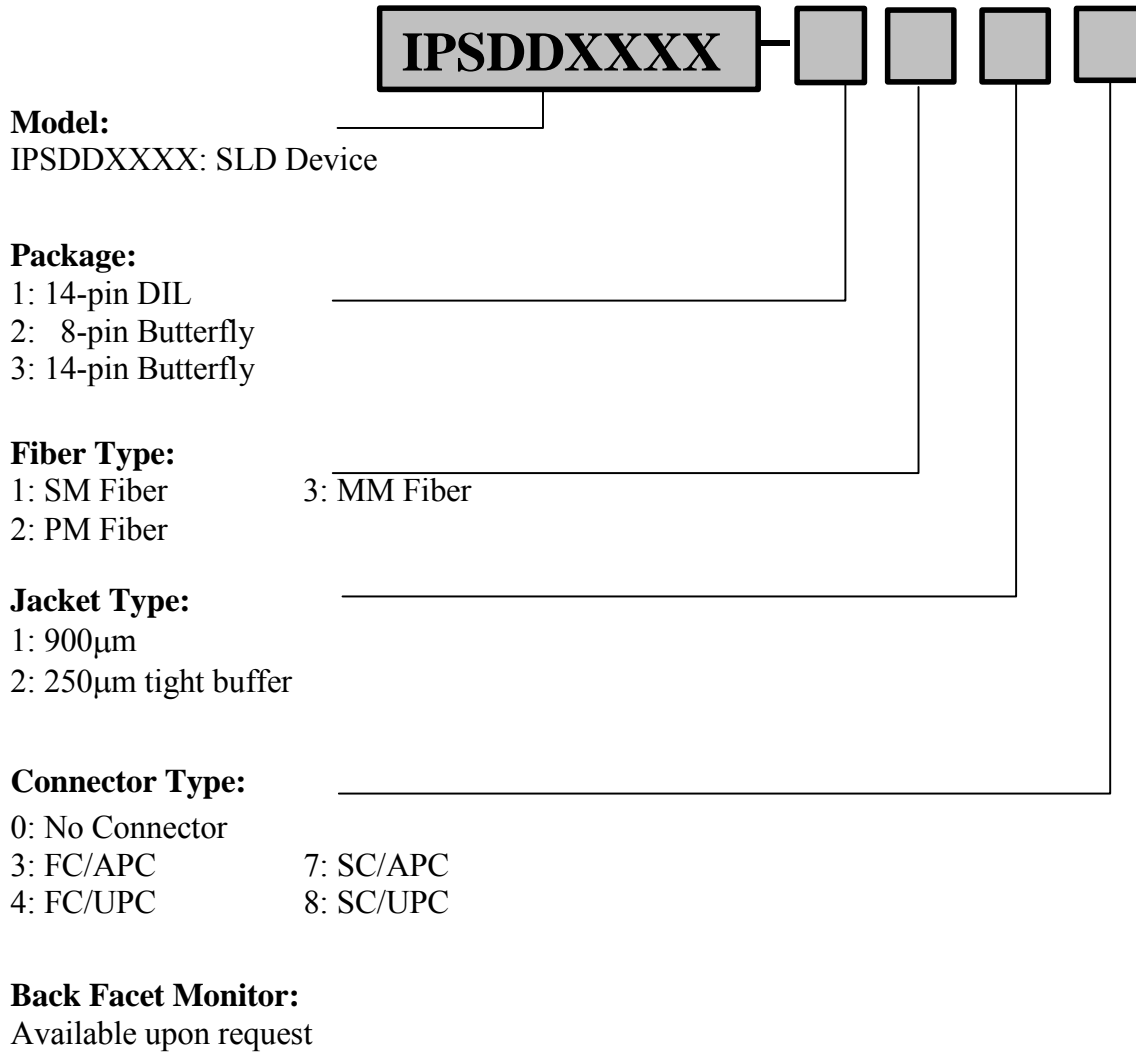 IPSDDXXXX
Model:
IPSDDXXXX: SLD Device
Package:
1: 14-pin DIL
2: 8-pin Butterfly
3: 14-pin Butterfly
Fiber Type:
1: SM Fiber 3: MM Fiber
2: PM Fiber
Jacket Type:
1: 900μm
2: 250μm tight buffer
Connector Type:
0: No Connector
3: FC/APC 7: SC/APC
4: FC/UPC 8: SC/UPC
Back Facet Monitor:
Available upon request